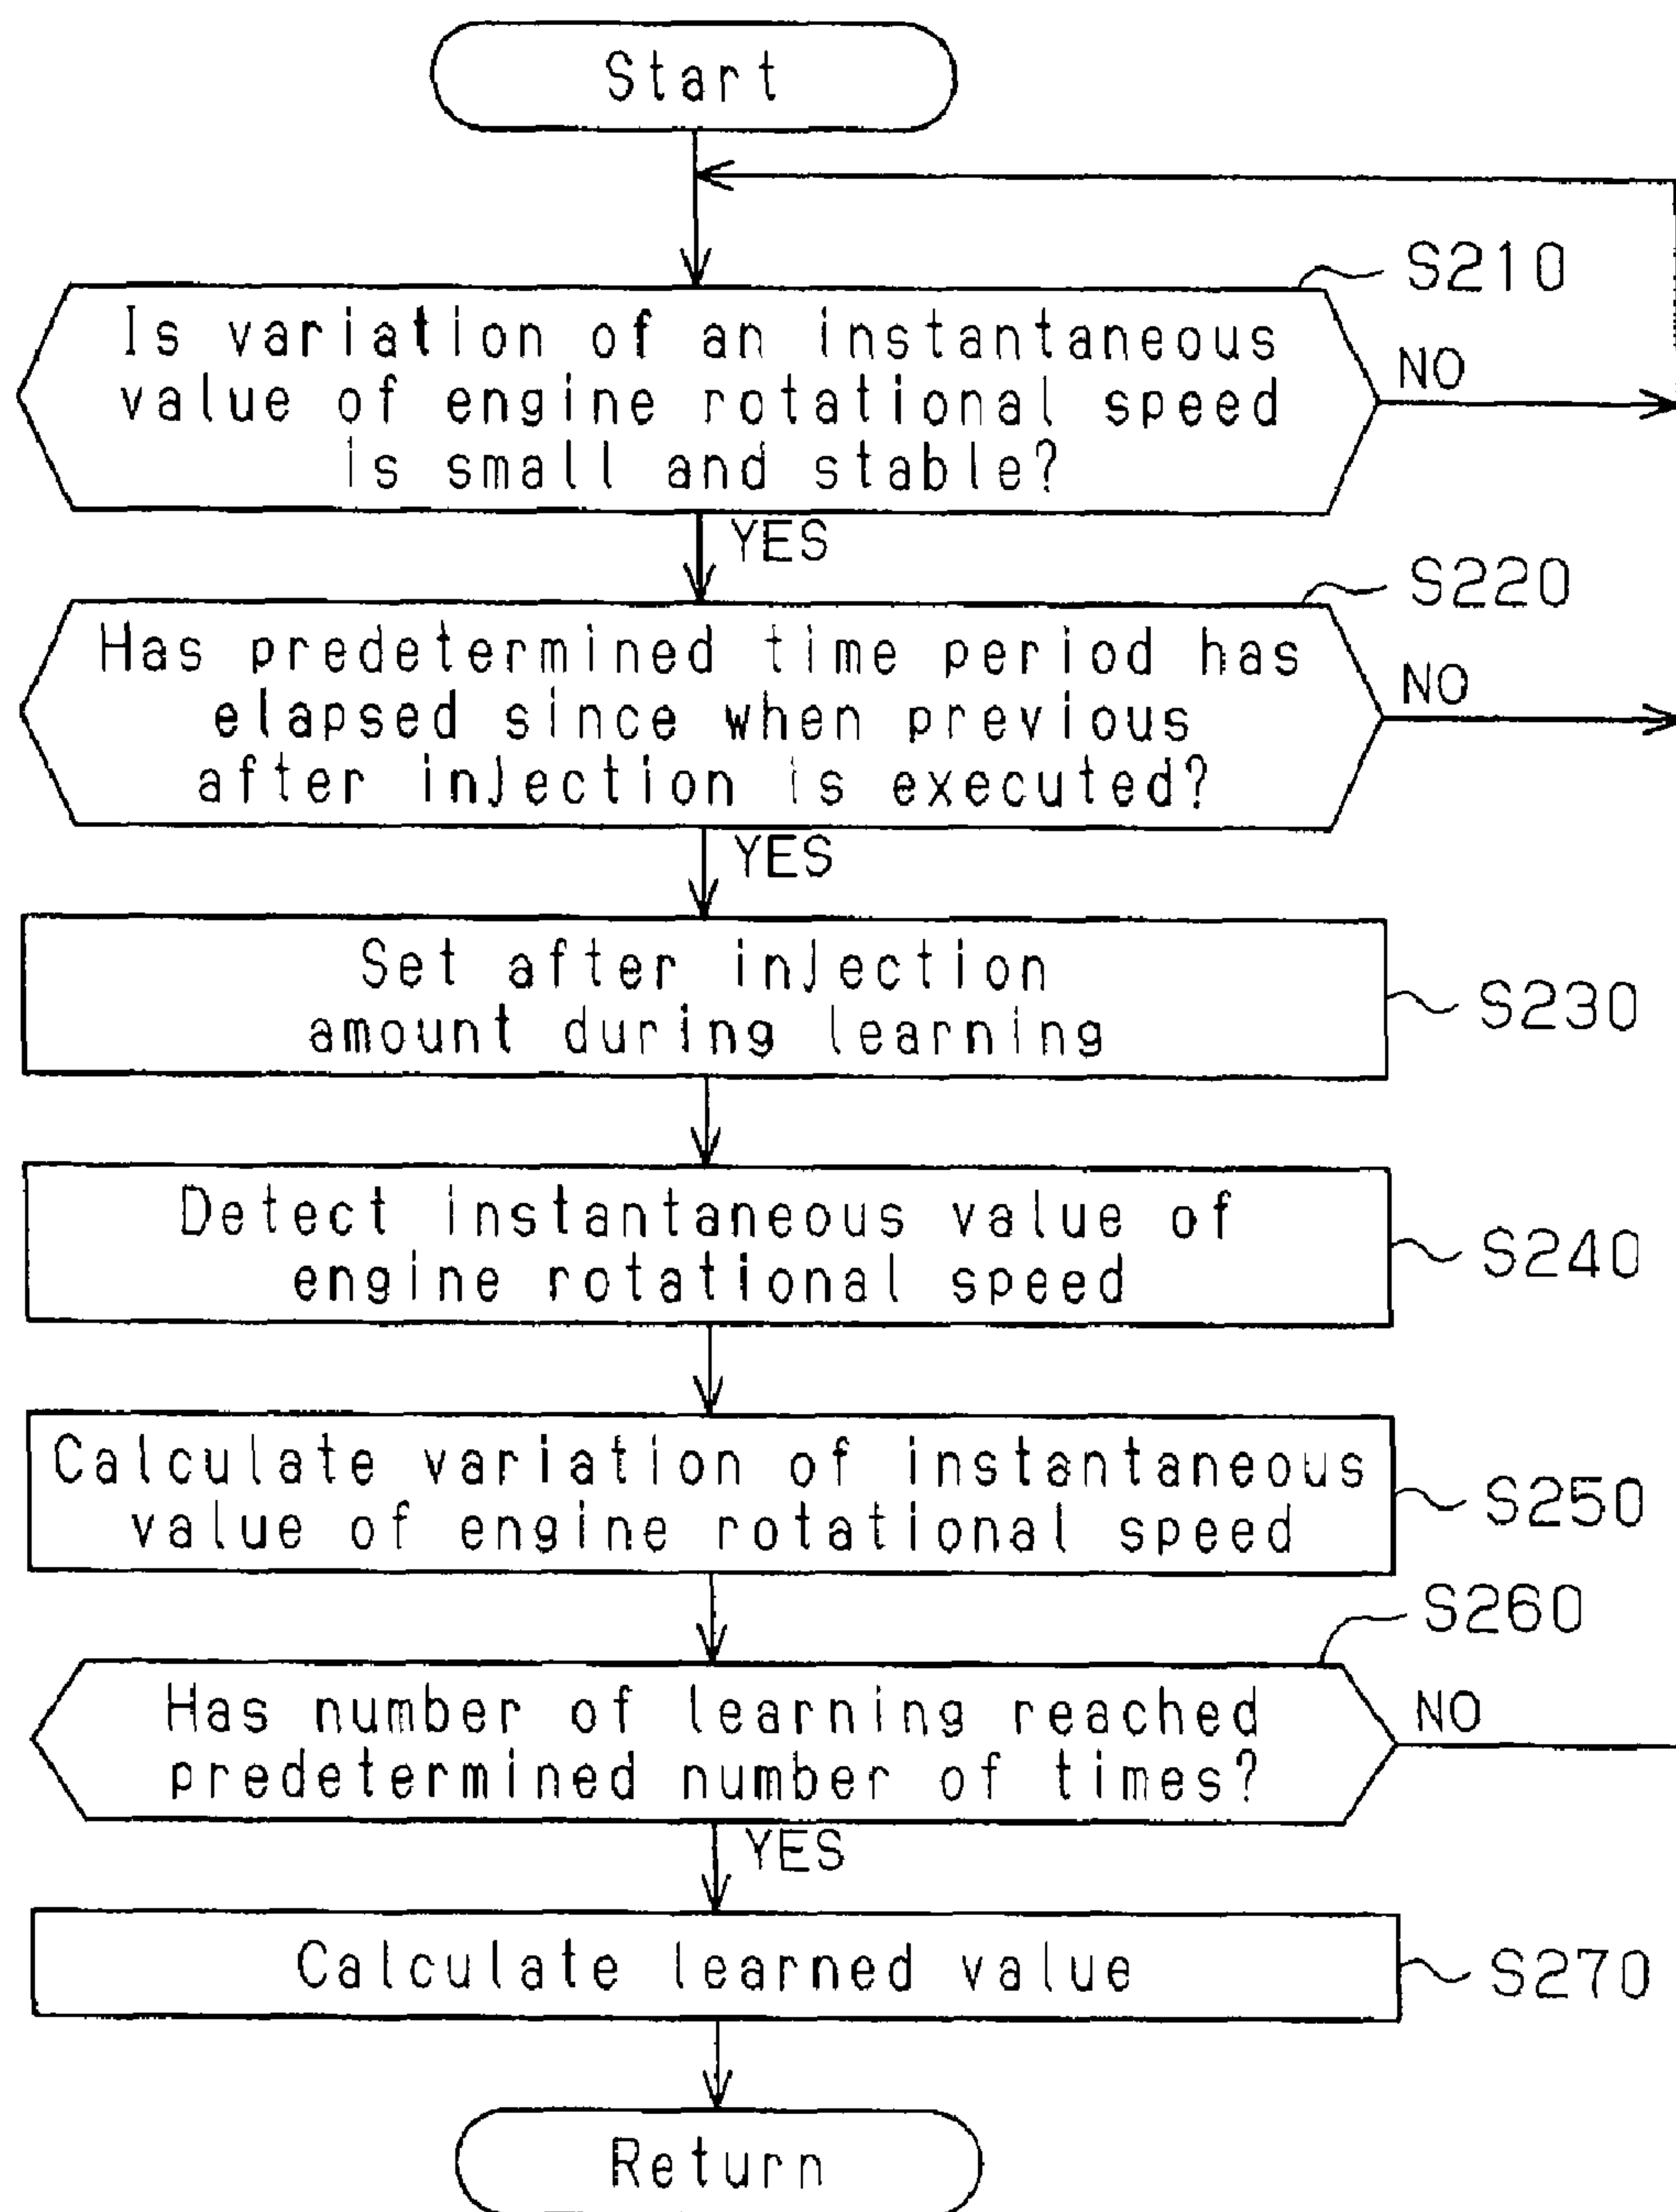 Start
S210
Is variation of an instantaneous
value of engine rotational speed
is small and stable?
NO
YES
S220
Has predetermined time period has
elapsed since when previous
after injection is executed?
NO
YES
Set after injection
amount during learning
S230
Detect instantaneous value of
engine rotational speed
S240
Calculate variation of instantaneous
value of engine rotational speed
S250
S260
Has number of learning reached
predetermined number of times?
NO
YES
Calculate learned value
S270
Return